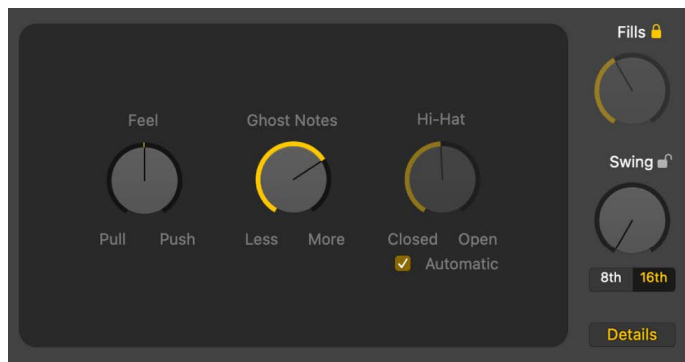 Fills
Feel
Ghost Notes
Hi-Hat
Swing
Pull
Push
Less
More
Closed
Open
Automatic
8th
16th
Details